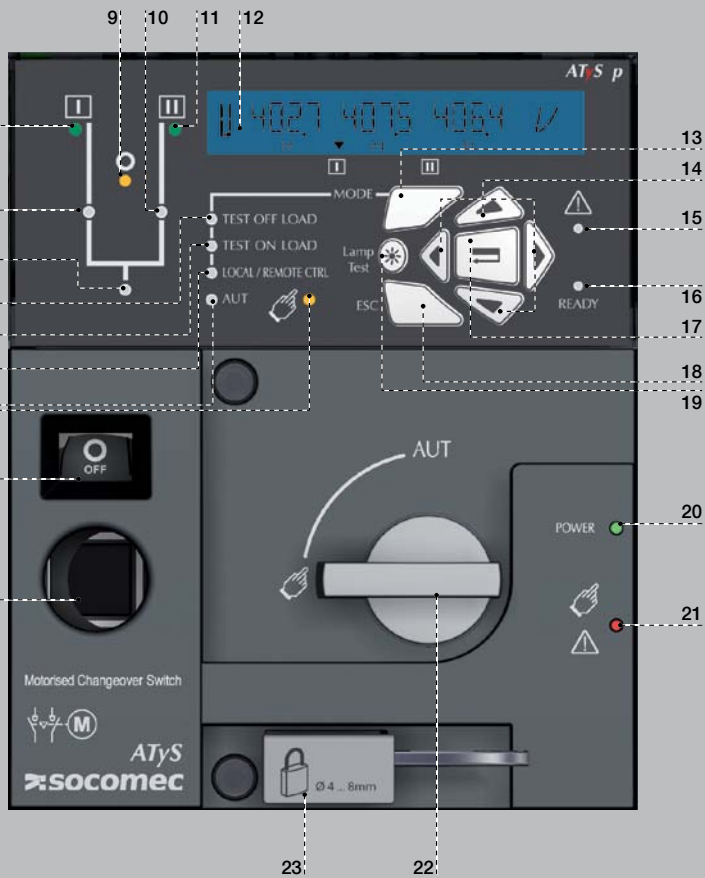 9 10 11 12
ATyS p
I II
U 402,7 407,5 406,4 V
I II
MODE
13
14
TEST OFF LOAD
TEST ON LOAD
Lamp
Test
15
LOCAL / REMOTE CTRL
16
AUT
ESC
READY
17
18
19
O
OFF
AUT
20
POWER
21
Motorised Changeover Switch
M
ATyS
socomec
Ø 4 ... 8mm
23 22